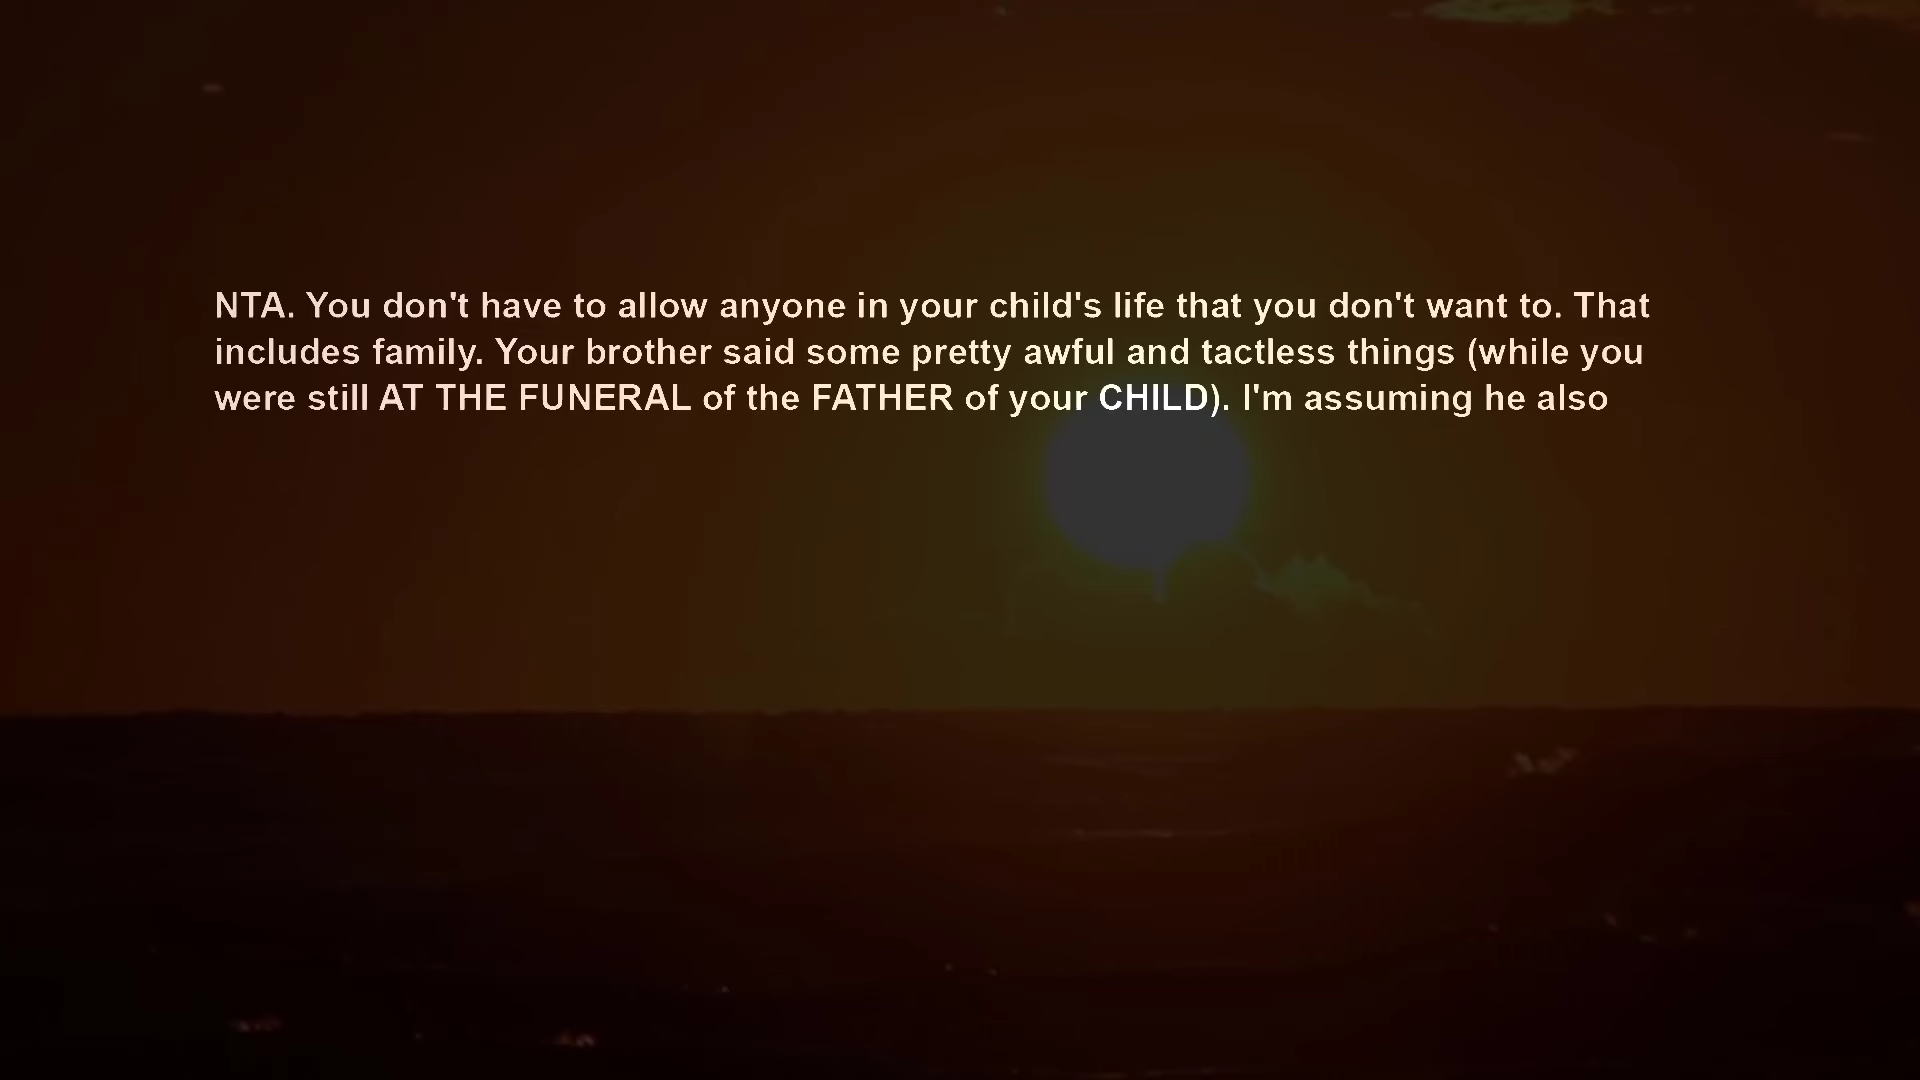 NTA. You don't have to allow anyone in your child's life that you don't want to. That
includes family. Your brother said some pretty awful and tactless things (while you
were still AT THE FUNERAL of the FATHER of your CHILD). I'm assuming he also